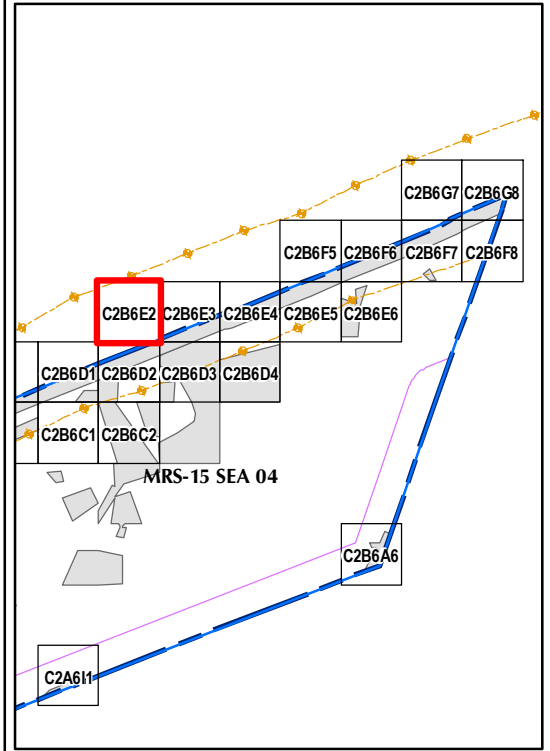 C2B6G7 C2B6G8
C2B6F5 C2B6F6 C2B6F7 C2B6F8
C2B6E2 C2B6E3 C2B6E4 C2B6E5 C2B6E6
C2B6D1 C2B6D2 C2B6D3 C2B6D4
C2B6C1 C2B6C2
MRS-15 SEA 04
C2B6A6
C2A6I1